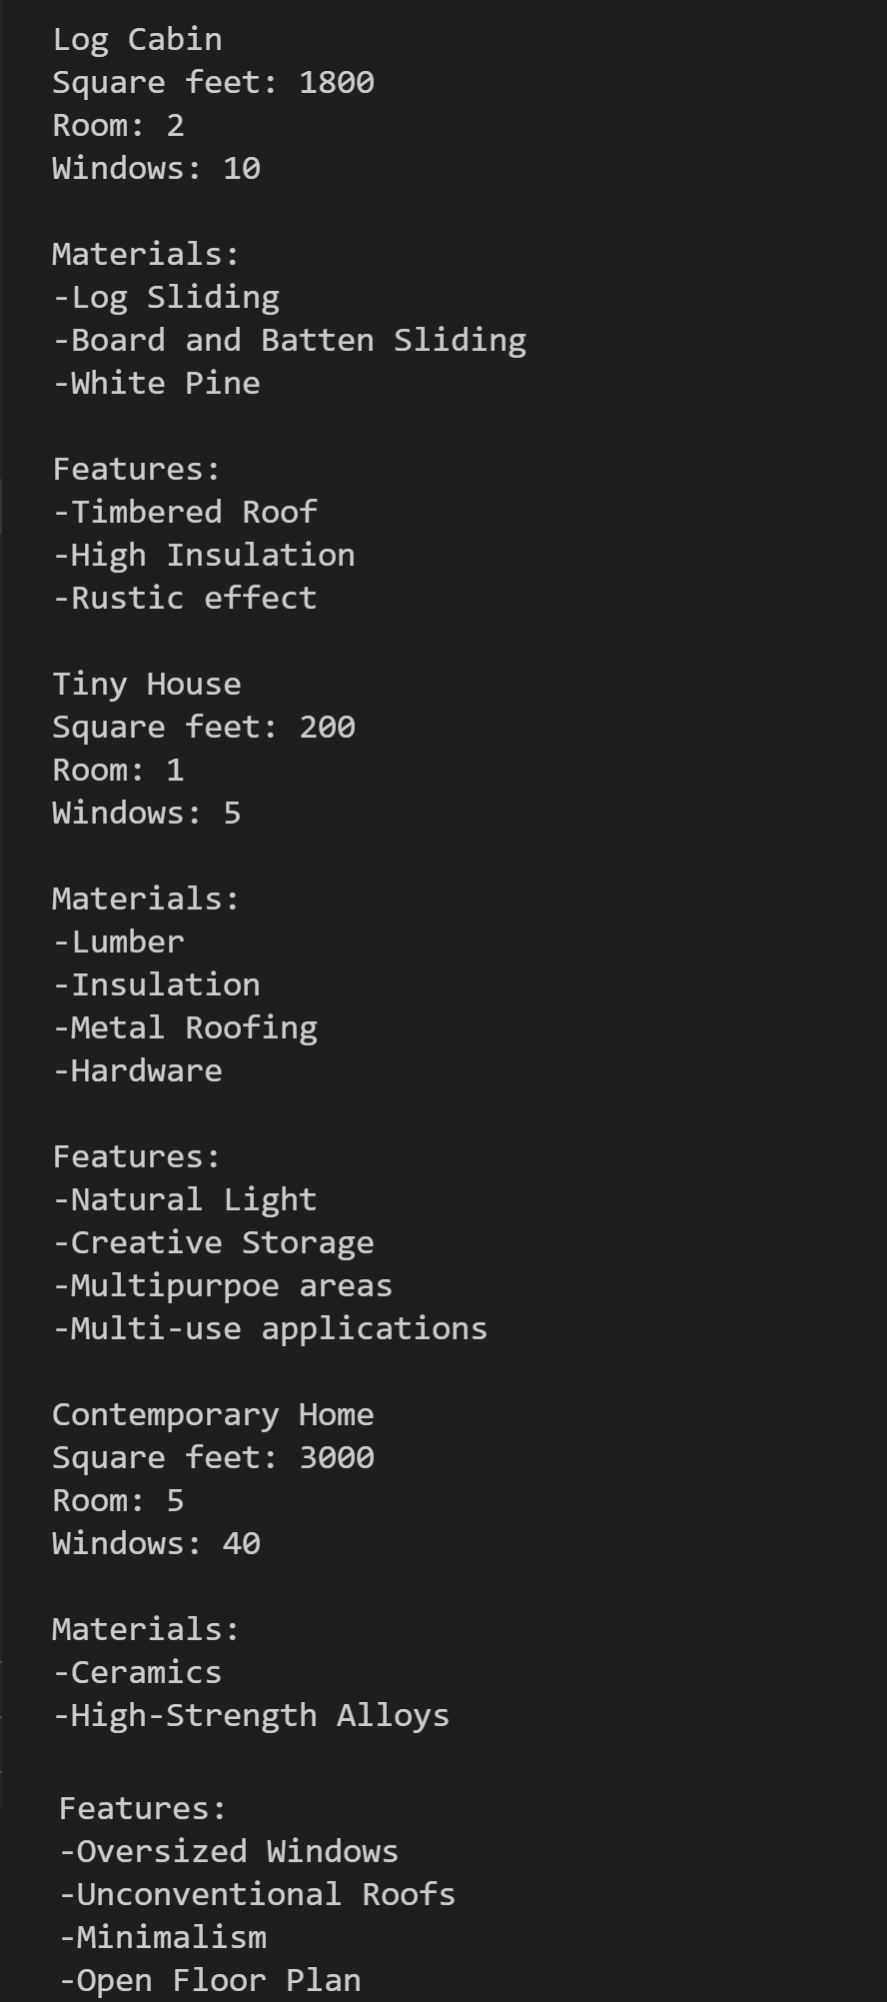 Log Cabin
Square feet: 1800
Room: 2
Windows: 10
Materials:
-Log Sliding
-Board and Batten Sliding
-White Pine
Features:
-Timbered Roof
-High Insulation
-Rustic effect
Tiny House
Square feet: 200
Room: 1
Windows: 5
Materials:
-Lumber
-Insulation
-Metal Roofing
-Hardware
Features:
-Natural Light
-Creative Storage
-Multipurpoe areas
-Multi-use applications
Contemporary Home
Square feet: 3000
Room: 5
Windows: 40
Materials:
-Ceramics
-High-Strength Alloys
Features:
-Oversized Windows
-Unconventional Roofs
-Minimalism
-Open Floor Plan